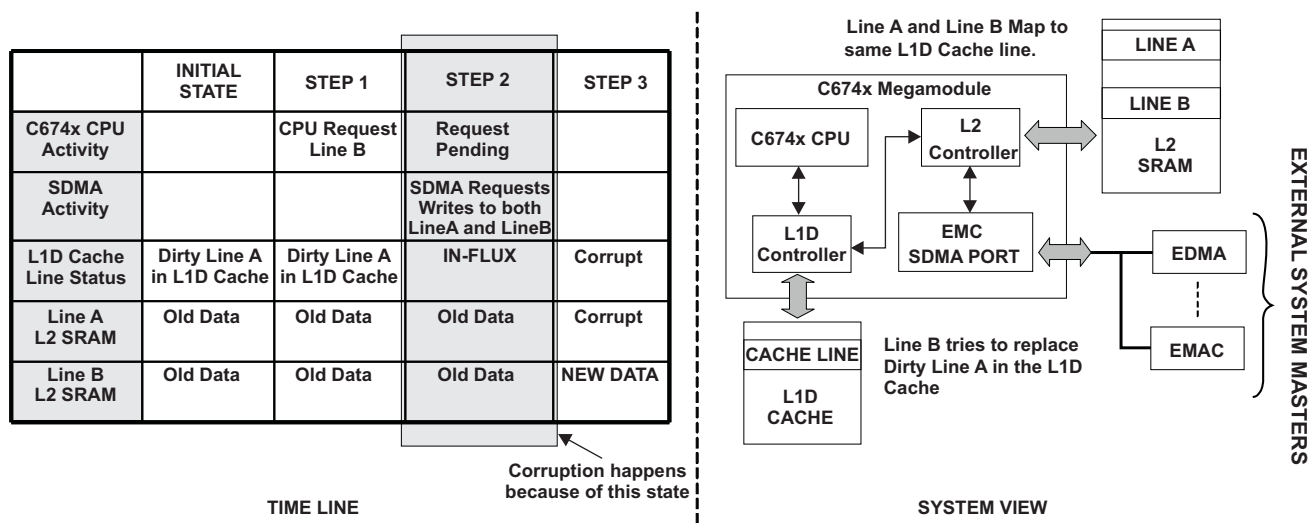 INITIAL STATE
STEP 1
STEP 2
STEP 3
C674x CPU Activity
CPU Request Line B
Request Pending
SDMA Activity
SDMA Requests Writes to both LineA and LineB
L1D Cache Line Status
Dirty Line A in L1D Cache
Dirty Line A in L1D Cache
IN-FLUX
Corrupt
Line A L2 SRAM
Old Data
Old Data
Old Data
Corrupt
Line B L2 SRAM
Old Data
Old Data
Old Data
NEW DATA
Corruption happens
because of this state
TIME LINE
Line A and Line B Map to
same L1D Cache line.
LINE A
LINE B
L2
SRAM
C674x Megamodule
C674x CPU
L2
Controller
L1D
Controller
EMC
SDMA PORT
EDMA
EMAC
EXTERNAL SYSTEM MASTERS
CACHE LINE
L1D
CACHE
Line B tries to replace
Dirty Line A in the L1D
Cache
SYSTEM VIEW